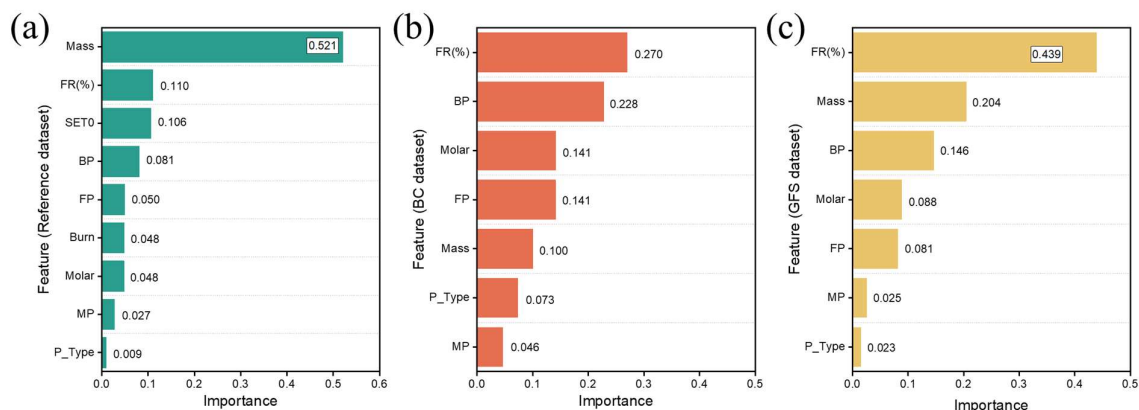 (a)
Feature (Reference dataset)
Mass
0.521
FR(%)
0.110
SET0
0.106
BP
0.081
FP
0.050
Burn
0.048
Molar
0.048
MP
0.027
P_Type
0.009
0.0 0.1 0.2 0.3 0.4 0.5 0.6
Importance
(b)
Feature (BC dataset)
FR(%)
0.270
BP
0.228
Molar
0.141
FP
0.141
Mass
0.100
P_Type
0.073
MP
0.046
0.0 0.1 0.2 0.3 0.4 0.5
Importance
(c)
Feature (GFS dataset)
FR(%)
0.439
Mass
0.204
BP
0.146
Molar
0.088
FP
0.081
MP
0.025
P_Type
0.023
0.0 0.1 0.2 0.3 0.4 0.5
Importance